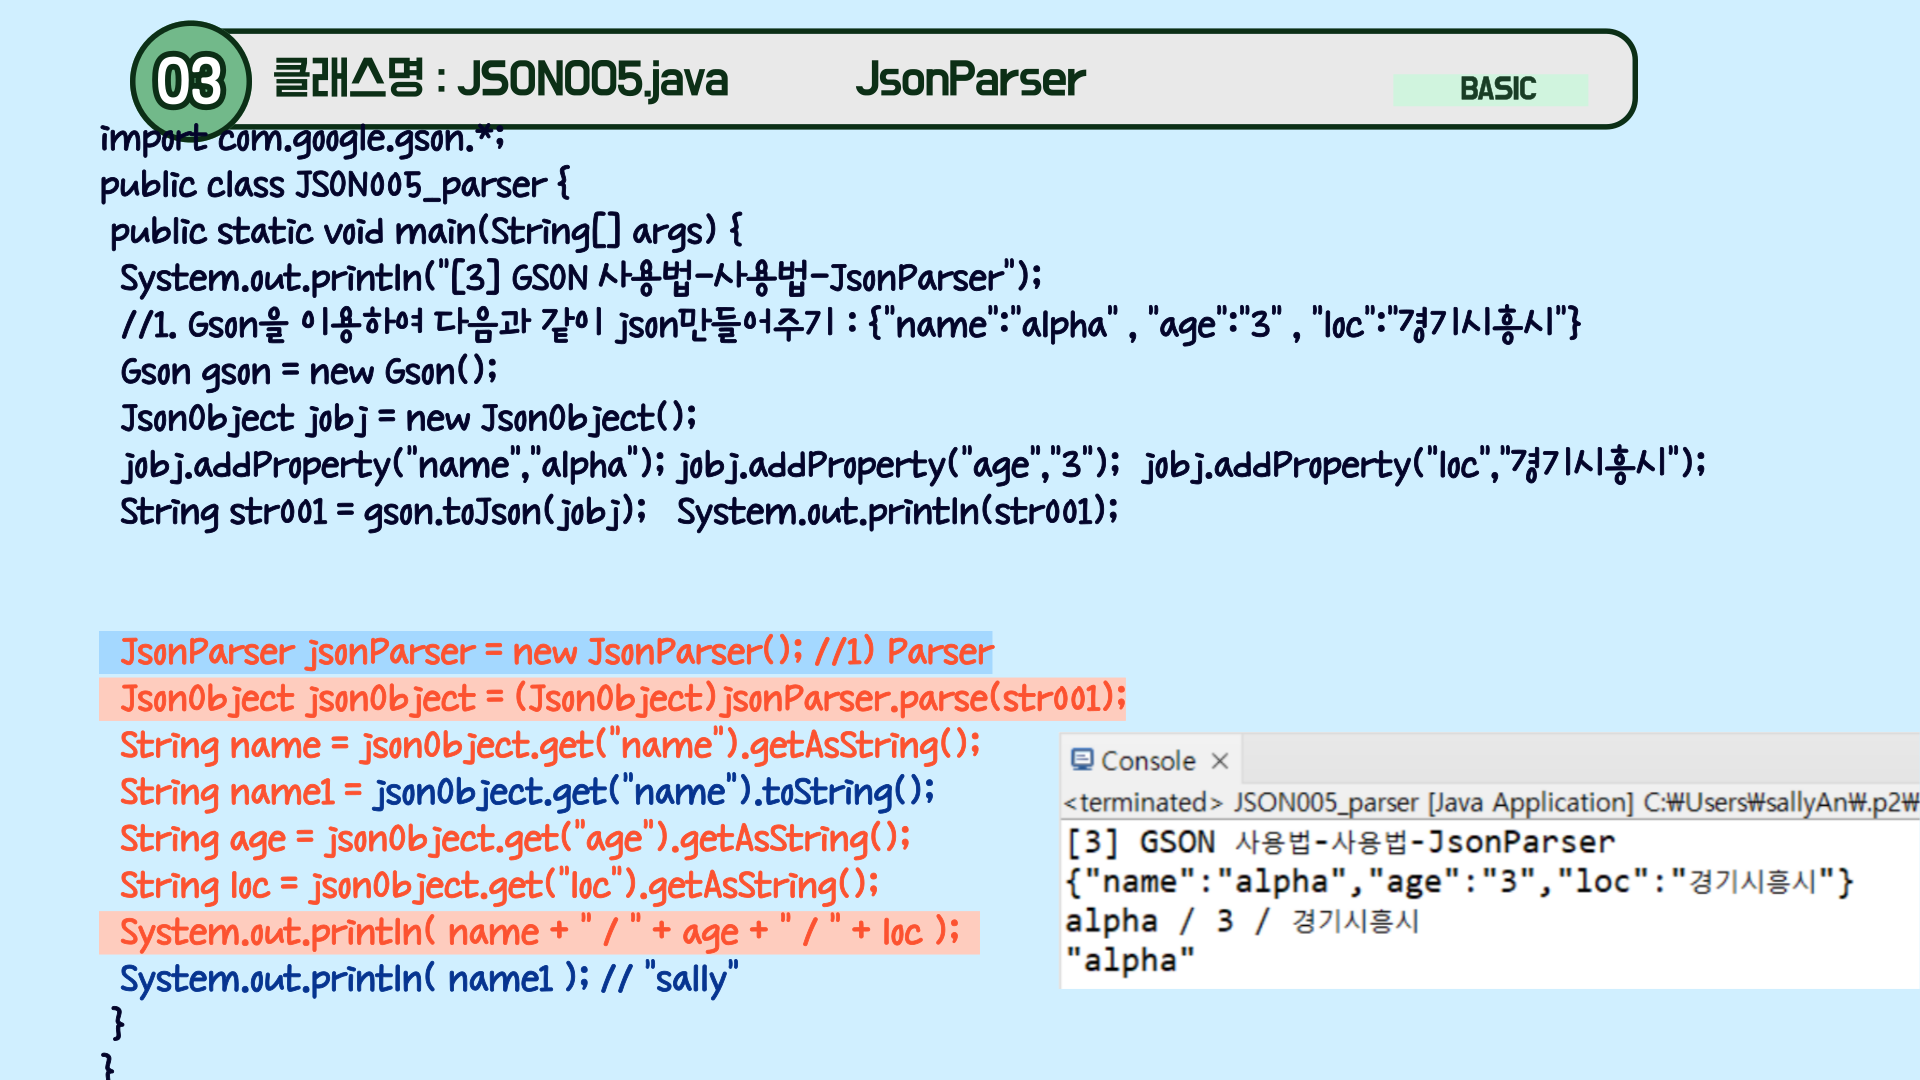 03 클래스명 : JSON005.java JsonParser BASIC
import com.google.gson.*;
public class JSON005_parser {
public static void main(String[] args) {
System.out.println("[3] GSON 사용법-사용법-JsonParser");
//1. Gson을 이용하여 다음과 같이 json만들어주기 : {"name":"alpha" , "age":"3" , "loc":"경기시흥시"}
Gson gson = new Gson();
JsonObject jobj = new JsonObject();
jobj.addProperty("name","alpha"); jobj.addProperty("age","3"); jobj.addProperty("loc","경기시흥시");
String str001 = gson.toJson(jobj); System.out.println(str001);
JsonParser jsonParser = new JsonParser(); //1) Parser
JsonObject jsonObject = (JsonObject)jsonParser.parse(str001);
String name = jsonObject.get("name").getAsString();
String name1 = jsonObject.get("name").toString();
String age = jsonObject.get("age").getAsString();
String loc = jsonObject.get("loc").getAsString();
System.out.println( name + " / " + age + " / " + loc );
System.out.println( name1 ); // "sally"
}
}
Console ×
<terminated> JSON005_parser [Java Application] C:₩Users₩sallyAn₩.p2₩
[3] GSON 사용법-사용법-JsonParser
{"name":"alpha","age":"3","loc":"경기시흥시"}
alpha / 3 / 경기시흥시
"alpha"